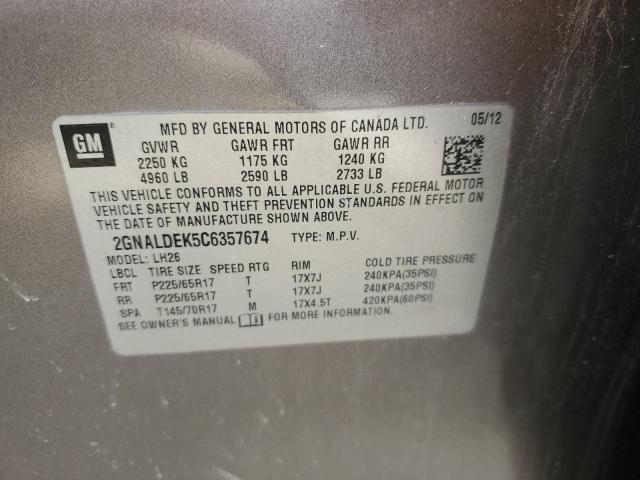 GM
MFD BY GENERAL MOTORS OF CANADA LTD. 05/12
GVWR GAWR FRT GAWR RR
2250 KG 1175 KG 1240 KG
4960 LB 2590 LB 2733 LB
THIS VEHICLE CONFORMS TO ALL APPLICABLE U.S. FEDERAL MOTOR
VEHICLE SAFETY AND THEFT PREVENTION STANDARDS IN EFFECT ON
THE DATE OF MANUFACTURE SHOWN ABOVE.
2GNALDEK5C6357674 TYPE: M.P.V.
MODEL: LH26
LBCL TIRE SIZE SPEED RTG RIM COLD TIRE PRESSURE
FRT P225/65R17 T 17X7J 240KPA(35PSI)
RR P225/65R17 T 17X7J 240KPA(35PSI)
SPA T145/70R17 M 17X4.5T 420KPA(60PSI)
SEE OWNER'S MANUAL FOR MORE INFORMATION.